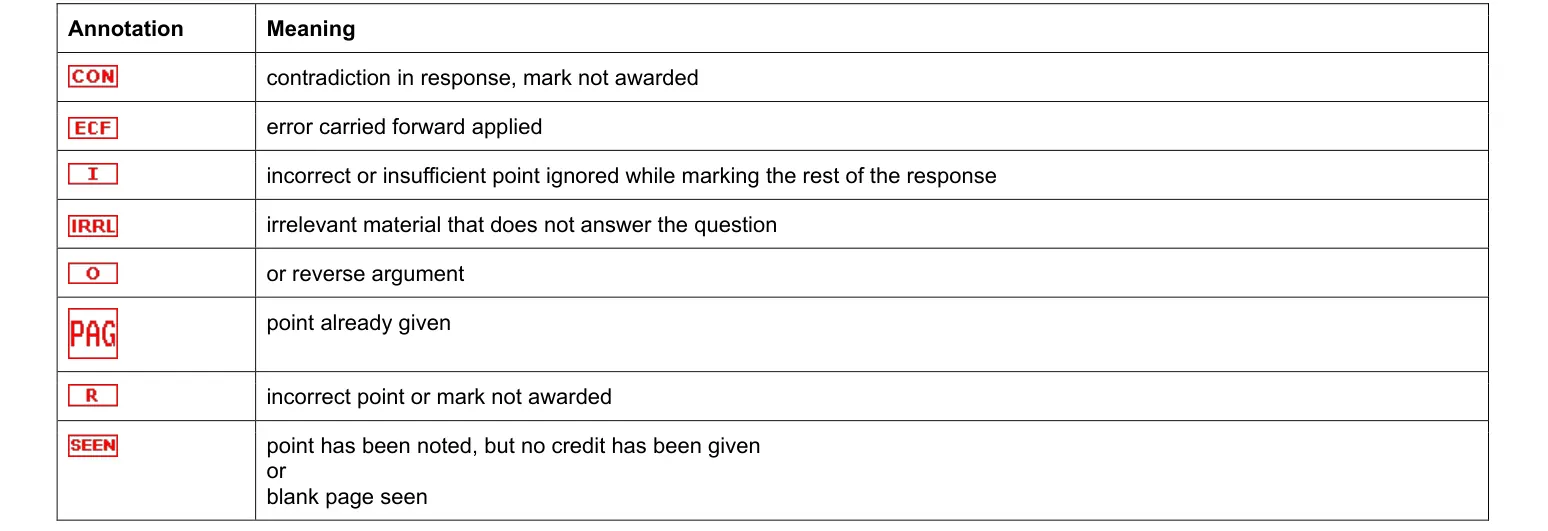 Annotation Meaning
CON contradiction in response, mark not awarded
ECF error carried forward applied
I incorrect or insufficient point ignored while marking the rest of the response
IRRL irrelevant material that does not answer the question
O or reverse argument
PAG point already given
R incorrect point or mark not awarded
SEEN point has been noted, but no credit has been given
or
blank page seen